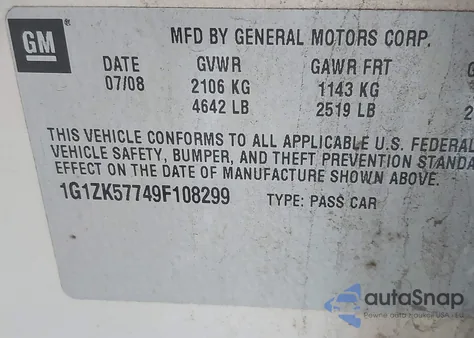 GM
MFD BY GENERAL MOTORS CORP.
DATE GVWR GAWR FRT
07/08 2106 KG 1143 KG
4642 LB 2519 LB
THIS VEHICLE CONFORMS TO ALL APPLICABLE U.S. FEDERAL
VEHICLE SAFETY, BUMPER, AND THEFT PREVENTION STANDA
EFFECT ON THE DATE OF MANUFACTURE SHOWN ABOVE.
1G1ZK57749F108299 TYPE: PASS CAR
autaSnap